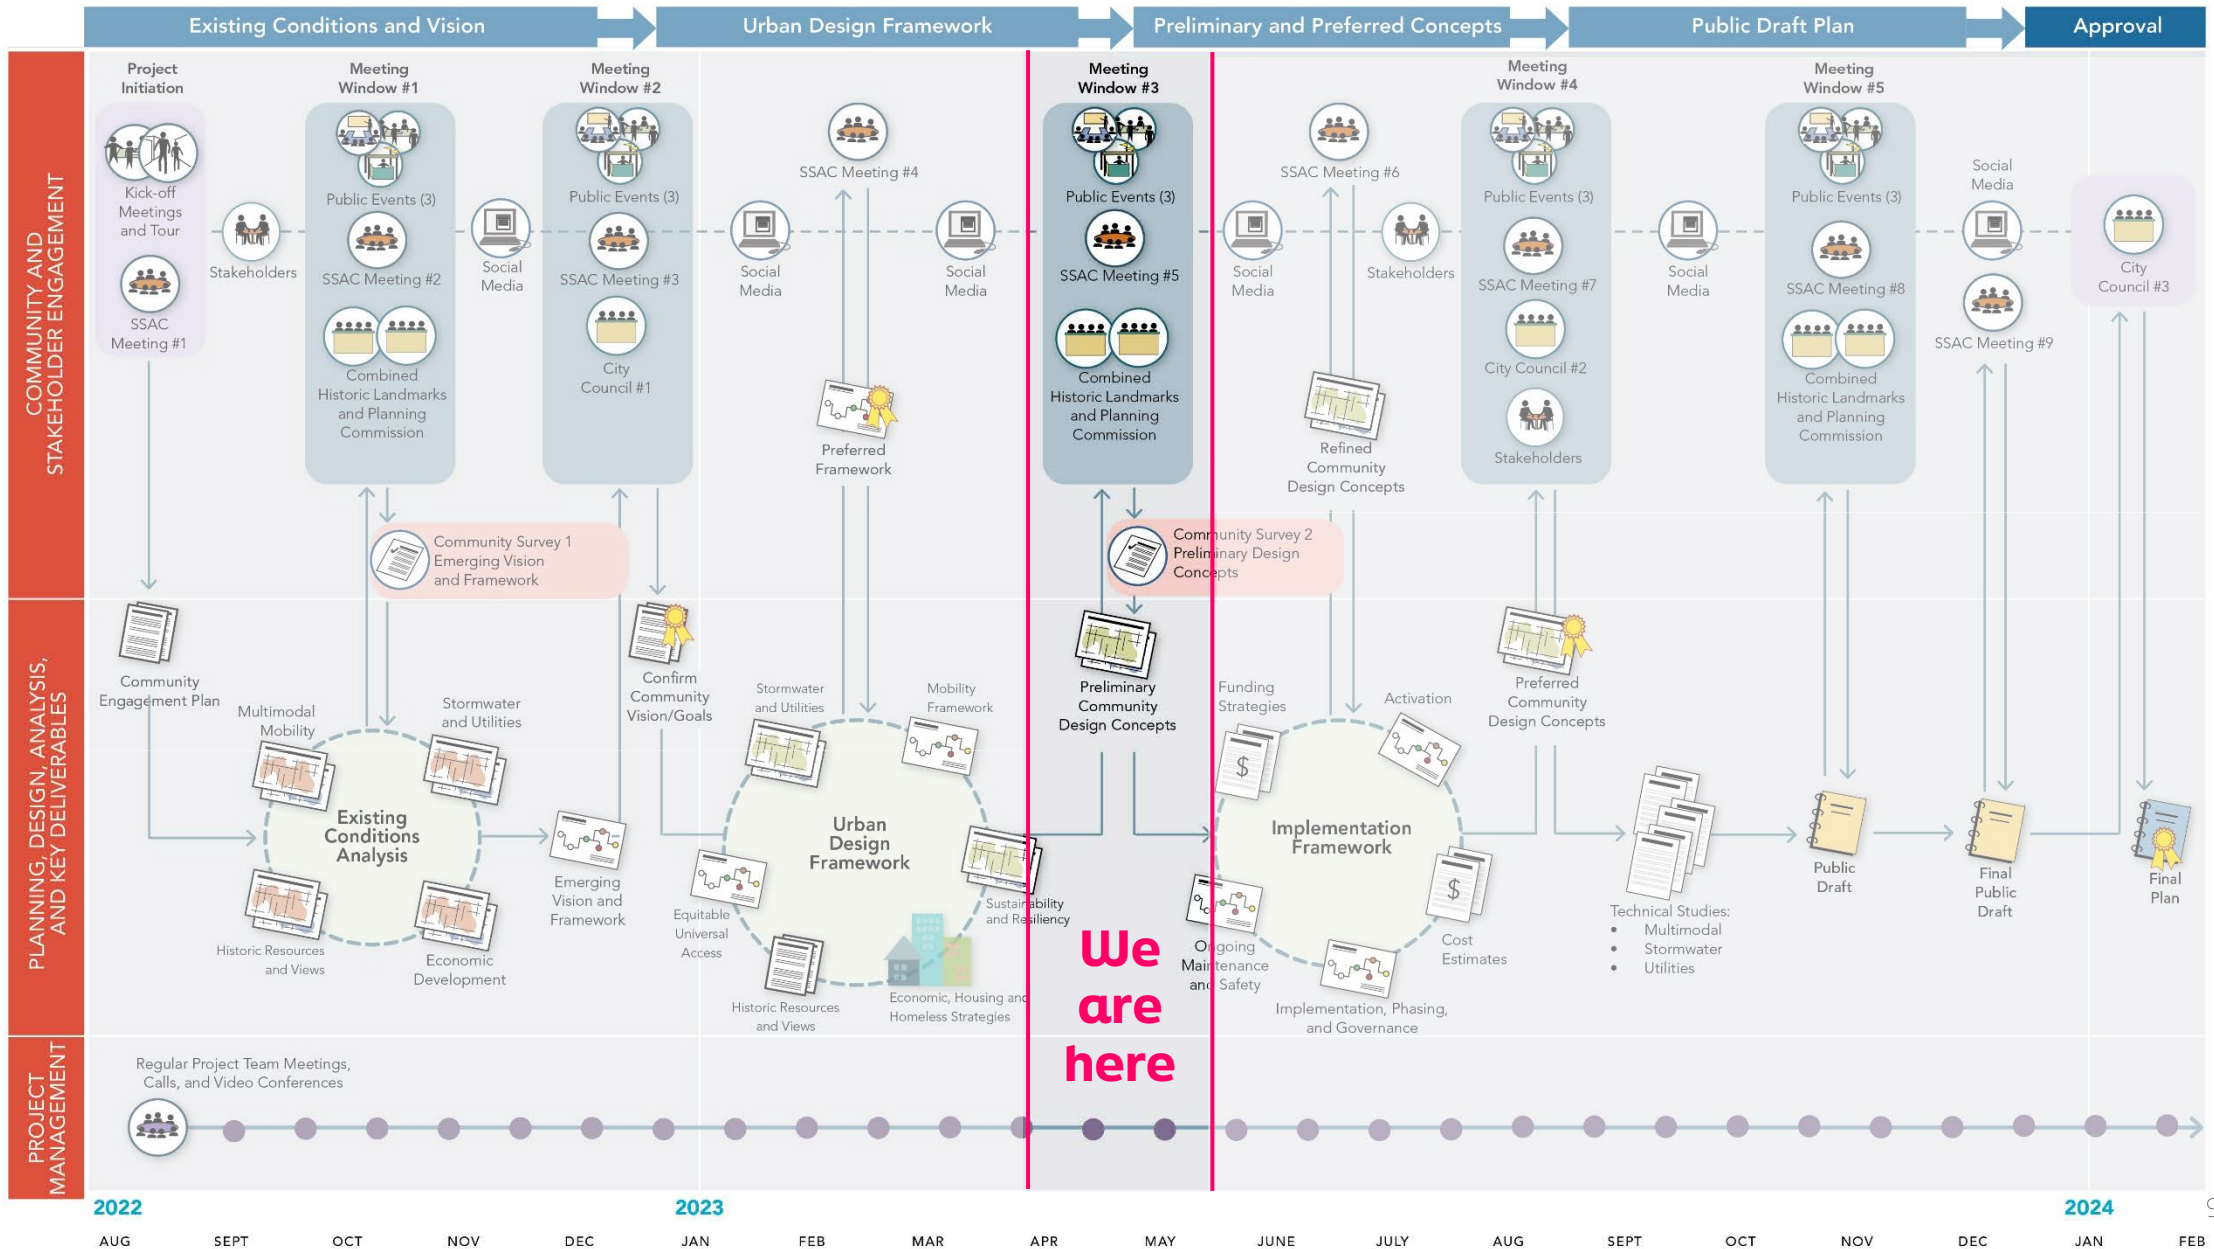 Existing Conditions and Vision
Urban Design Framework
Preliminary and Preferred Concepts
Public Draft Plan
Approval
COMMUNITY AND
STAKEHOLDER ENGAGEMENT
Project
Initiation
Kick-off
Meetings
and Tour
SSAC
Meeting #1
Stakeholders
Meeting
Window #1
Public Events (3)
SSAC Meeting #2
Combined
Historic Landmarks
and Planning
Commission
Social
Media
Meeting
Window #2
Public Events (3)
SSAC Meeting #3
City
Council #1
Social
Media
SSAC Meeting #4
Preferred
Framework
Social
Media
Meeting
Window #3
Public Events (3)
SSAC Meeting #5
Combined
Historic Landmarks
and Planning
Commission
Social
Media
SSAC Meeting #6
Refined
Community
Design Concepts
Stakeholders
Meeting
Window #4
Public Events (3)
SSAC Meeting #7
City Council #2
Stakeholders
Social
Media
Meeting
Window #5
Public Events (3)
SSAC Meeting #8
Combined
Historic Landmarks
and Planning
Commission
Social
Media
SSAC Meeting #9
City
Council #3
Community Survey 1
Emerging Vision
and Framework
Community Survey 2
Preliminary Design
Concepts
PLANNING, DESIGN, ANALYSIS,
AND KEY DELIVERABLES
Community
Engagement Plan
Multimodal
Mobility
Stormwater
and Utilities
Existing
Conditions
Analysis
Historic Resources
and Views
Economic
Development
Emerging
Vision and
Framework
Confirm
Community
Vision/Goals
Stormwater
and Utilities
Mobility
Framework
Urban
Design
Framework
Equitable
Universal
Access
Sustainability
and Resiliency
Historic Resources
and Views
Economic, Housing and
Homeless Strategies
Preliminary
Community
Design Concepts
We
are
here
Funding
Strategies
Activation
$
Implementation
Framework
Ongoing
Maintenance
and Safety
$
Cost
Estimates
Implementation, Phasing,
and Governance
Preferred
Community
Design Concepts
Technical Studies:
• Multimodal
• Stormwater
• Utilities
Public
Draft
Final
Public
Draft
Final
Plan
PROJECT
MANAGEMENT
Regular Project Team Meetings,
Calls, and Video Conferences
2022
2023
2024
AUG SEPT OCT NOV DEC JAN FEB MAR APR MAY JUNE JULY AUG SEPT OCT NOV DEC JAN FEB